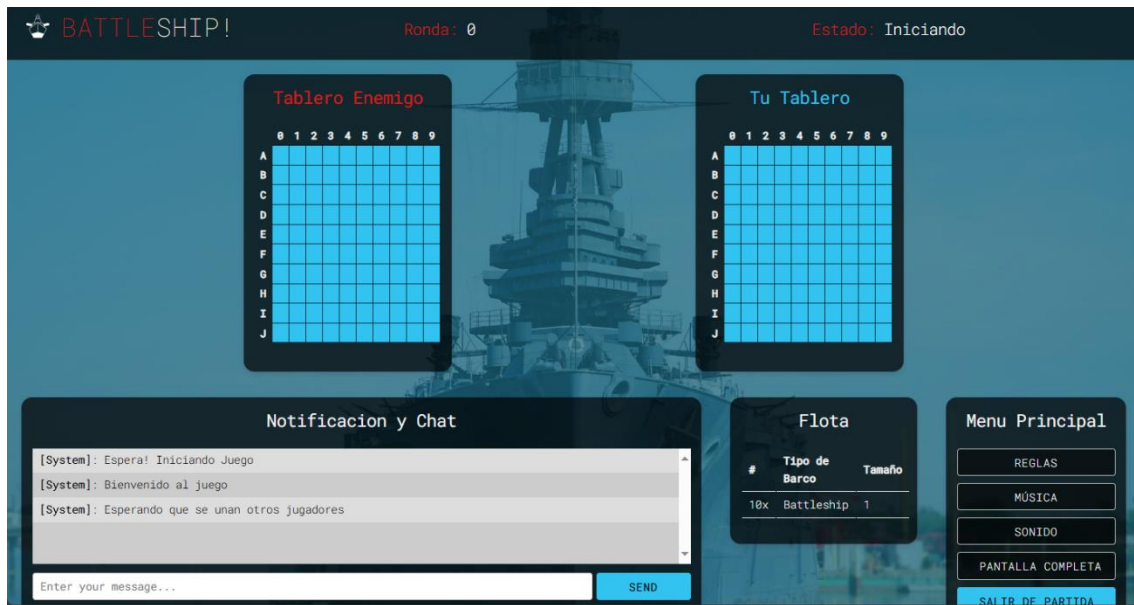 BATTLESHIP!
Ronda: 0
Estado: Iniciando
Tablero Enemigo
0 1 2 3 4 5 6 7 8 9
A
B
C
D
E
F
G
H
I
J
Tu Tablero
0 1 2 3 4 5 6 7 8 9
A
B
C
D
E
F
G
H
I
J
Notificacion y Chat
[System]: Espera! Iniciando Juego
[System]: Bienvenido al juego
[System]: Esperando que se unan otros jugadores
Enter your message...
SEND
Flota
# Tipo de Barco Tamaño
10x Battleship 1
Menu Principal
REGLAS
MÚSICA
SONIDO
PANTALLA COMPLETA
SALIR DE PARTIDA